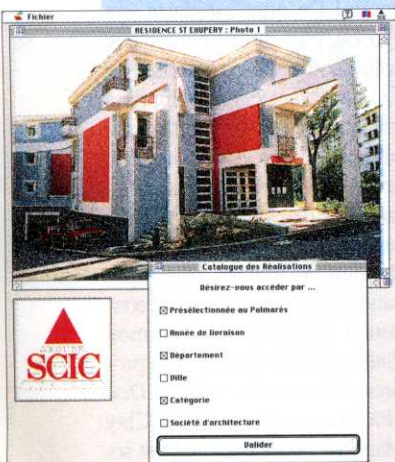 Fichier
RESIDENCE ST EXUPERY : Photo 1
Catalogue des Réalisations
Désirez-vous accéder par ...
Présélectionnée au Palmarès
Année de livraison
Département
Ville
Catégorie
Société d'architecture
Valider
GROUPE
SCIC